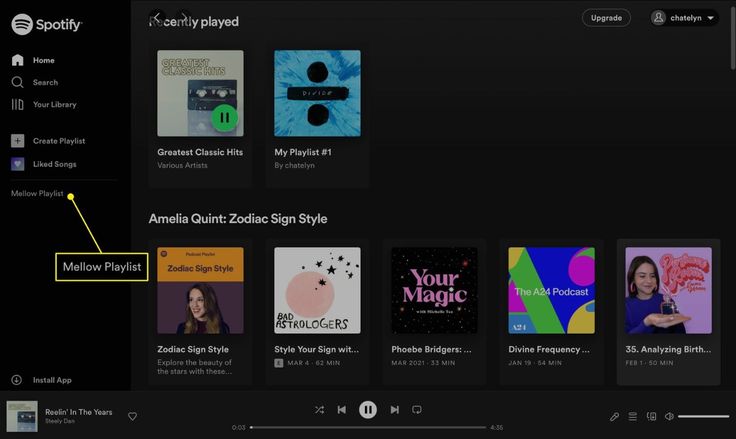 Spotify
Home
Search
Your Library
Create Playlist
Liked Songs
Mellow Playlist
Mellow Playlist
Install App
Recently played
Upgrade
chatelyn
GREATEST
CLASSIC HITS
Divide
Greatest Classic Hits
Various Artists
My Playlist #1
By chatelyn
Amelia Quint: Zodiac Sign Style
Podcast Playlist
Zodiac Sign Style
BAD
ASTROLOGERS
Your
Magic
with Michelle Tea
The A24 Podcast
A24
Zodiac Sign Style
Explore the beauty of
the stars with these...
Style Your Sign wit...
E MAR 4 · 62 MIN
Phoebe Bridgers: ...
MAR 2021 · 33 MIN
Divine Frequency ...
JAN 19 · 54 MIN
35. Analyzing Birth...
FEB 1 · 50 MIN
Reelin' In The Years
Steely Dan
0:03
4:35